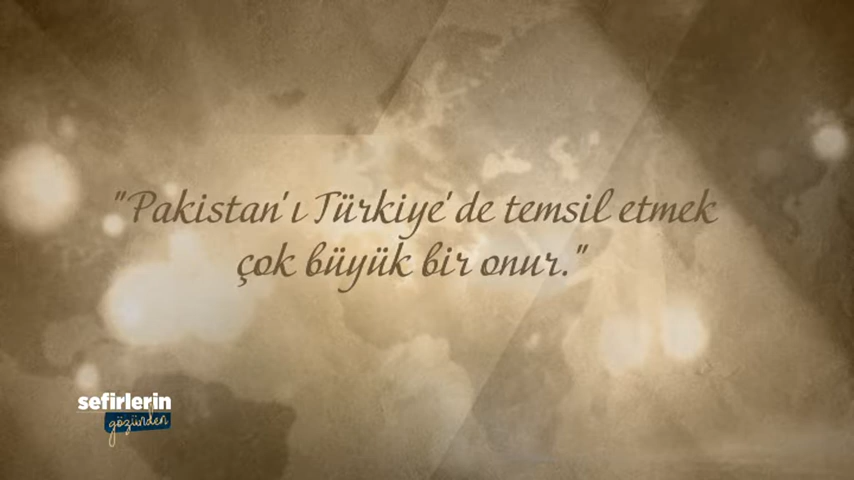 "Pakistan'ı Türkiye'de temsil etmek
çok büyük bir onur."
sefirlerin
gözünden